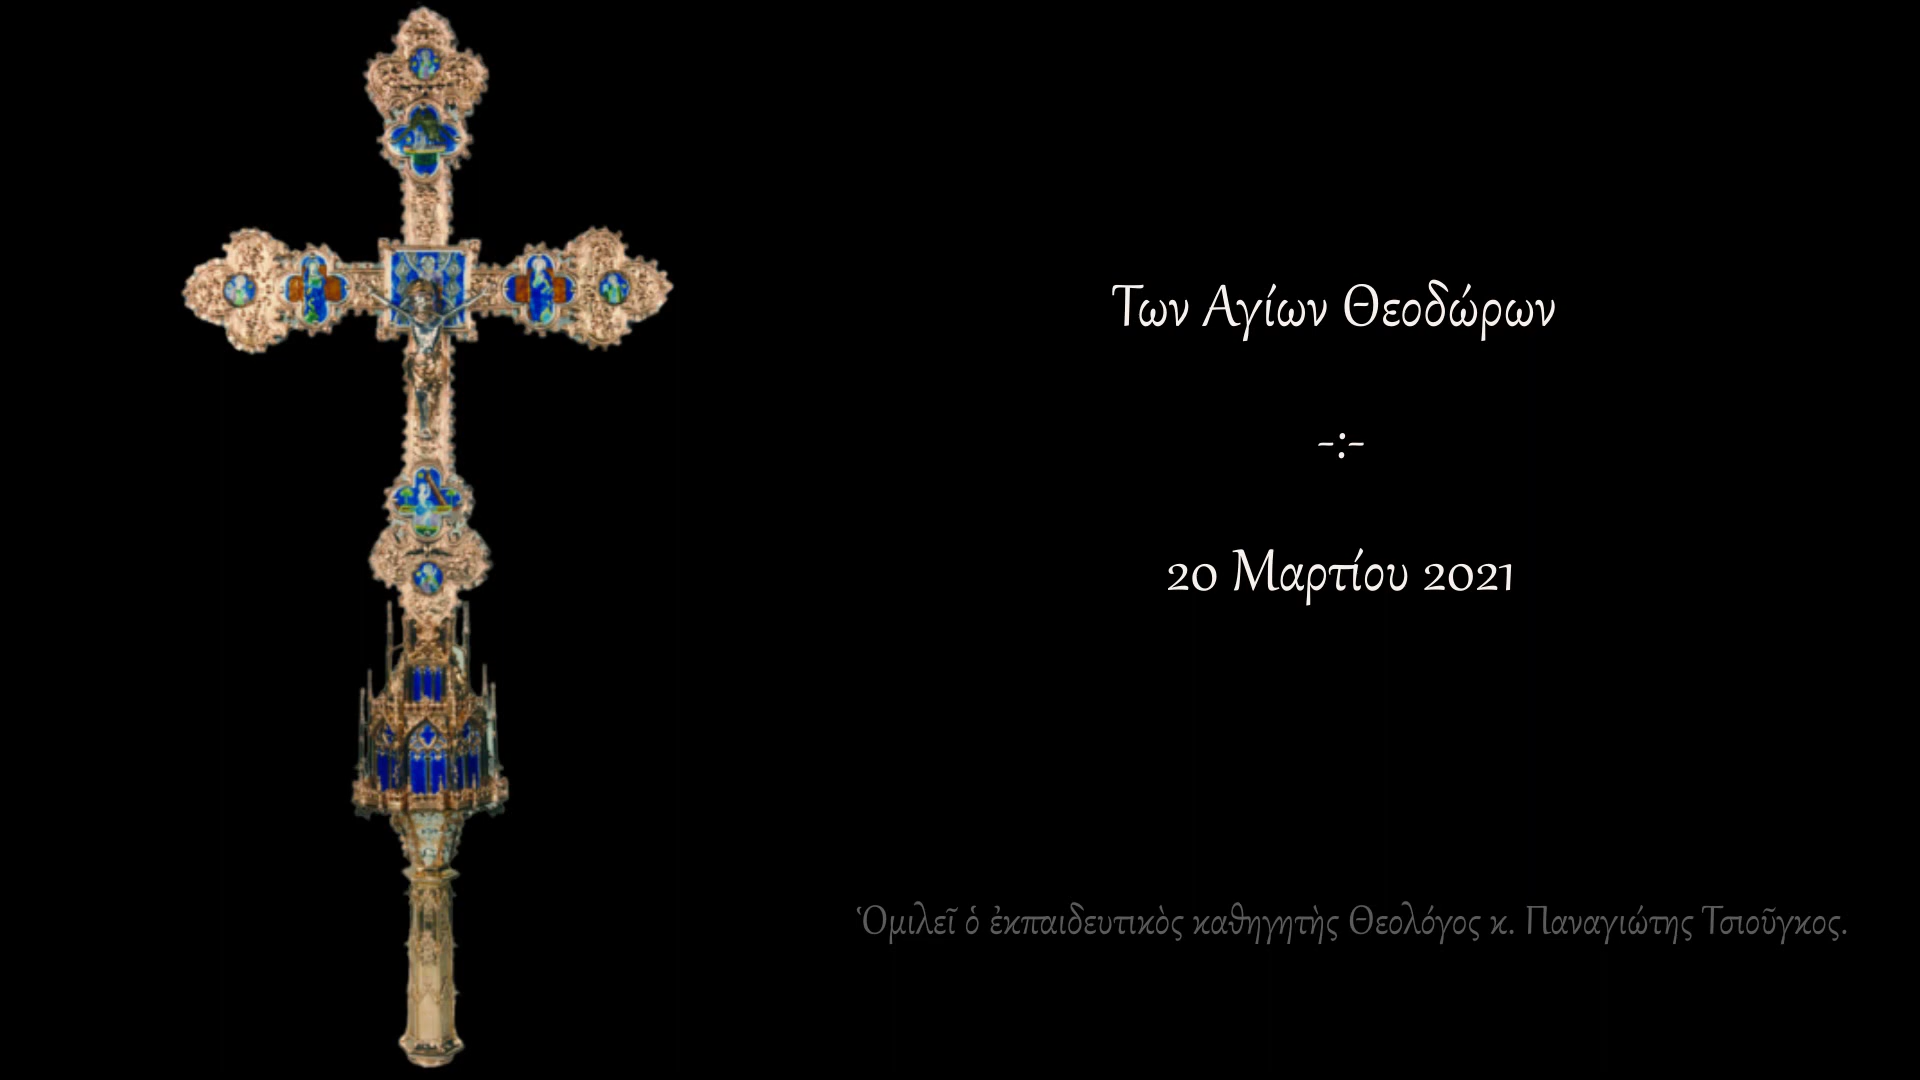 Των Αγίων Θεοδώρων
-:-
20 Μαρτίου 2021
Ὁμιλεῖ ὁ ἐκπαιδευτικὸς καθηγητὴς Θεολόγος κ. Παναγιώτης Τσιοῦγκος.